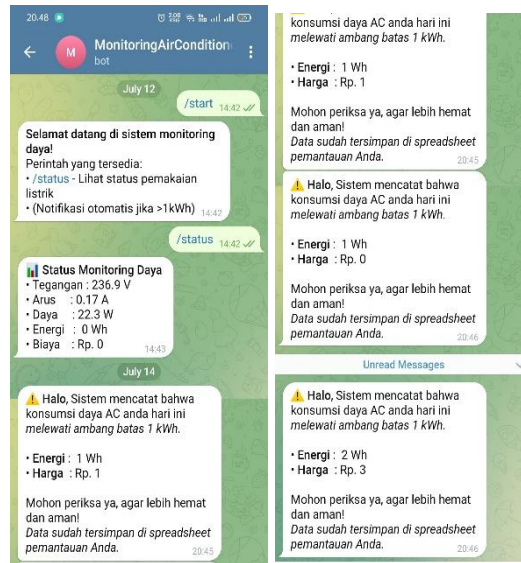 20.48
MonitoringAirCondition
bot
July 12
/start 14:42
Selamat datang di sistem monitoring
daya!
Perintah yang tersedia:
• /status - Lihat status pemakaian
listrik
• (Notifikasi otomatis jika >1kWh) 14:42
/status 14:42
Status Monitoring Daya
• Tegangan : 236.9 V
• Arus : 0.17 A
• Daya : 22.3 W
• Energi : 0 Wh
• Biaya : Rp. 0
14:43
July 14
Halo, Sistem mencatat bahwa
konsumsi daya AC anda hari ini
melewati ambang batas 1 kWh.
• Energi : 1 Wh
• Harga : Rp. 1
Mohon periksa ya, agar lebih hemat
dan aman!
Data sudah tersimpan di spreadsheet
pemantauan Anda. 20:45
konsumsi daya AC anda hari ini
melewati ambang batas 1 kWh.
• Energi : 1 Wh
• Harga : Rp. 1
Mohon periksa ya, agar lebih hemat
dan aman!
Data sudah tersimpan di spreadsheet
pemantauan Anda. 20:45
Halo, Sistem mencatat bahwa
konsumsi daya AC anda hari ini
melewati ambang batas 1 kWh.
• Energi : 1 Wh
• Harga : Rp. 0
Mohon periksa ya, agar lebih hemat
dan aman!
Data sudah tersimpan di spreadsheet
pemantauan Anda. 20:46
Unread Messages
Halo, Sistem mencatat bahwa
konsumsi daya AC anda hari ini
melewati ambang batas 1 kWh.
• Energi : 2 Wh
• Harga : Rp. 3
Mohon periksa ya, agar lebih hemat
dan aman!
Data sudah tersimpan di spreadsheet
pemantauan Anda. 20:46